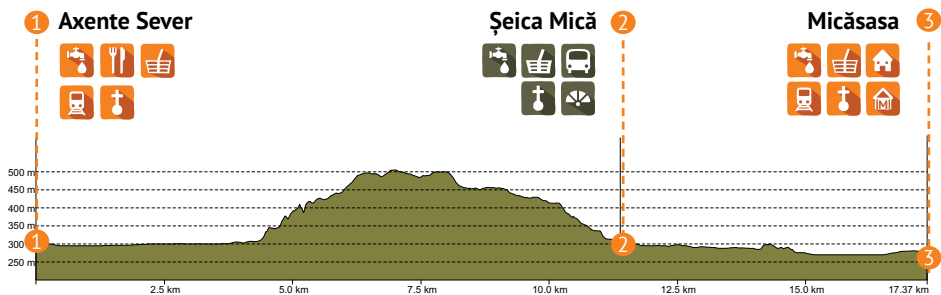 1 Axente Sever
Șeica Mică 2
Micăsasa 3
M
500 m
450 m
400 m
350 m
300 m
250 m
1
2
3
2.5 km
5.0 km
7.5 km
10.0 km
12.5 km
15.0 km
17.37 km